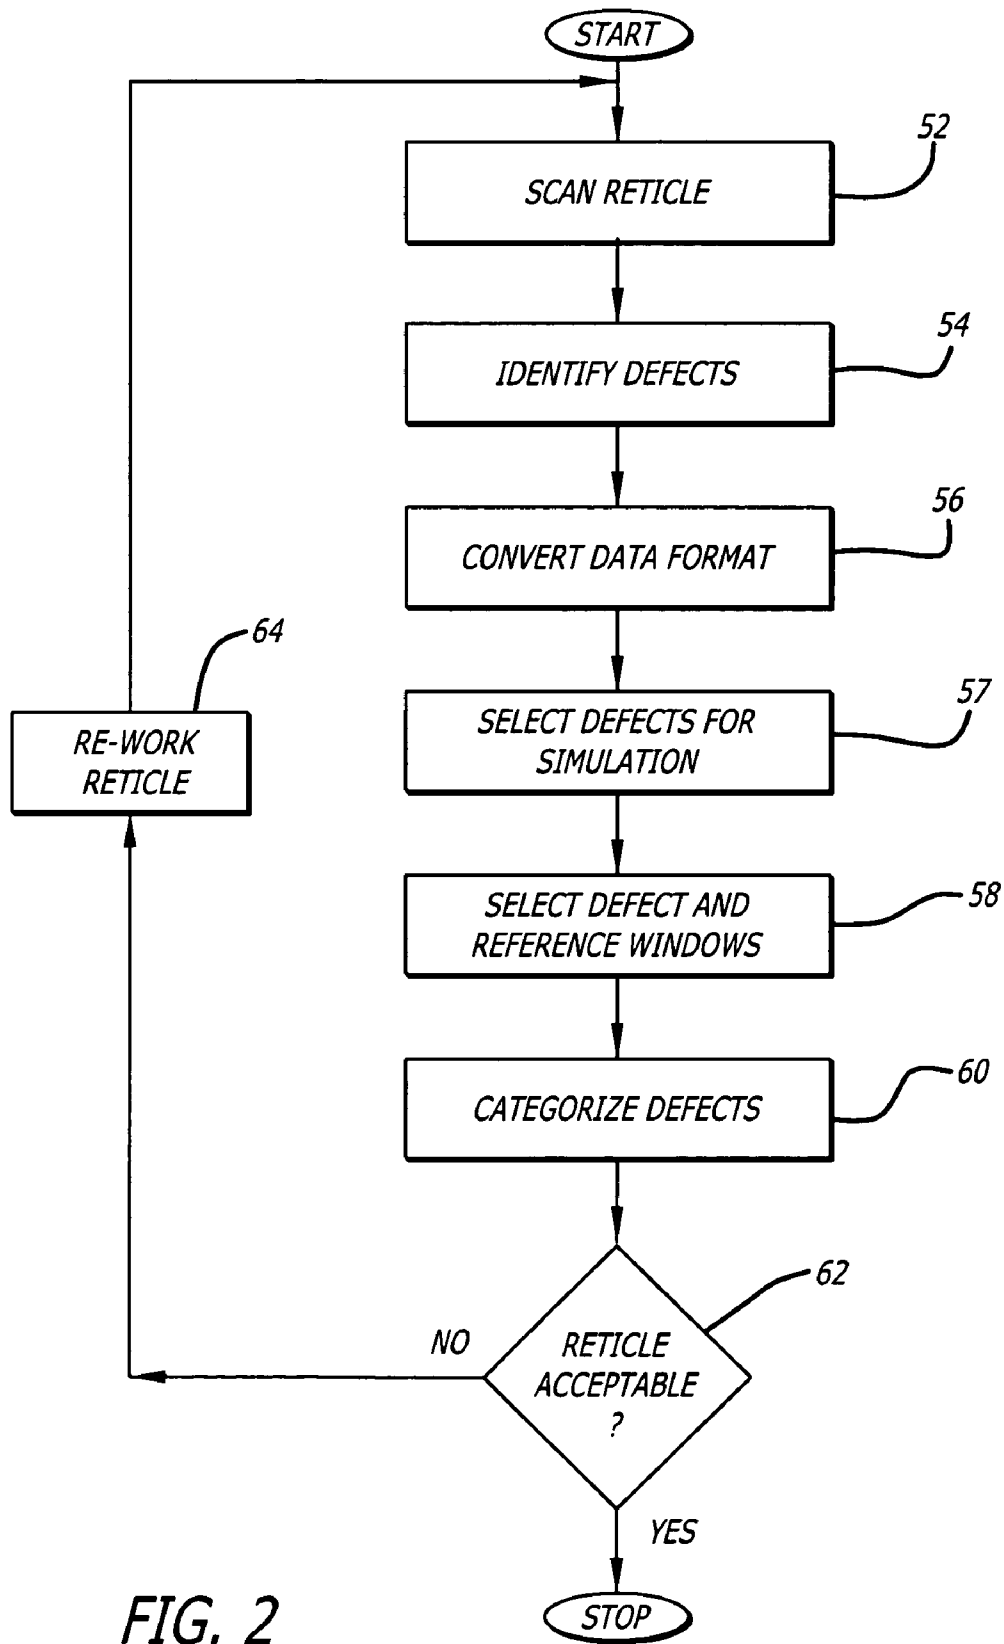 START
52
SCAN RETICLE
54
IDENTIFY DEFECTS
56
CONVERT DATA FORMAT
64
57
RE-WORK
RETICLE
SELECT DEFECTS FOR
SIMULATION
58
SELECT DEFECT AND
REFERENCE WINDOWS
60
CATEGORIZE DEFECTS
62
NO
RETICLE
ACCEPTABLE
?
YES
STOP
FIG. 2